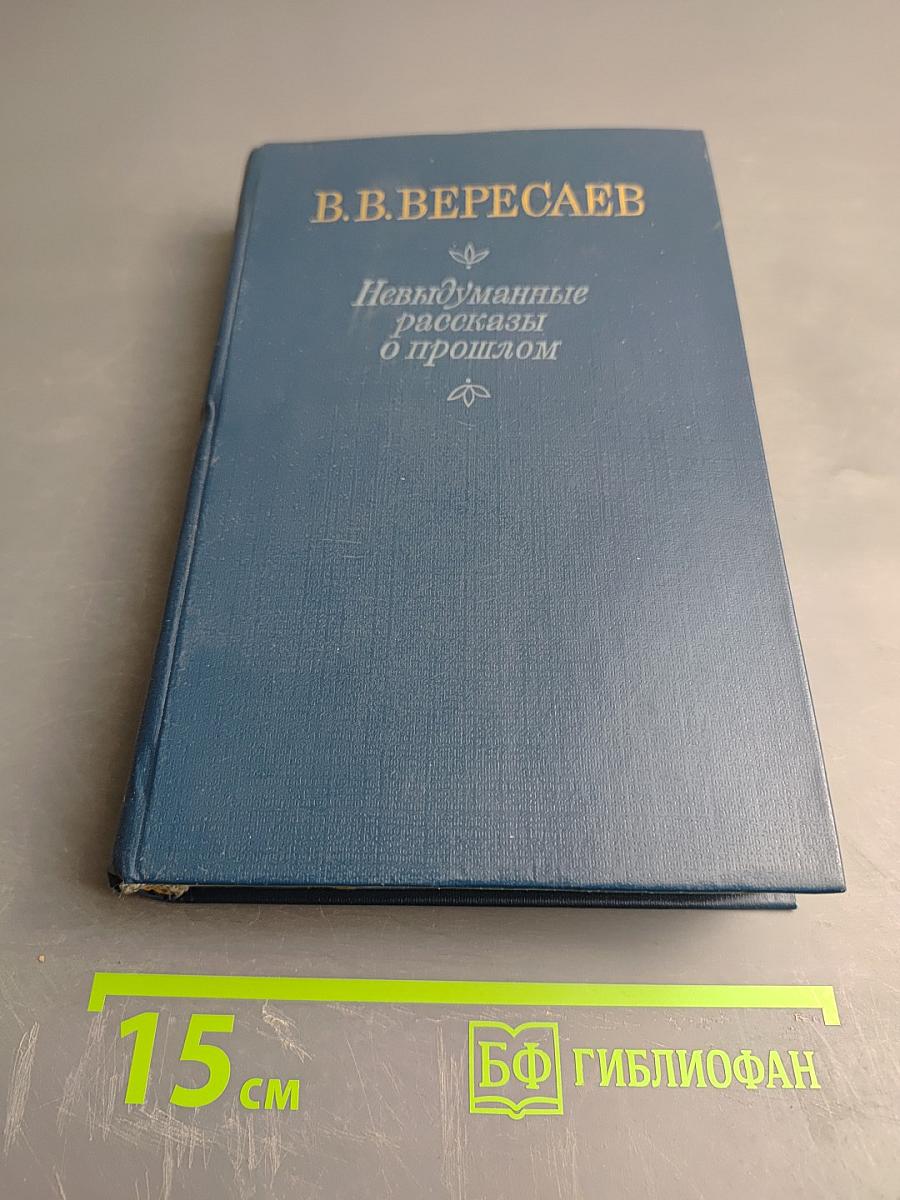 В.В.ВЕРЕСАЕВ
Невыдуманные
рассказы
о прошлом
15 см
БФ ГИБЛИОФАН